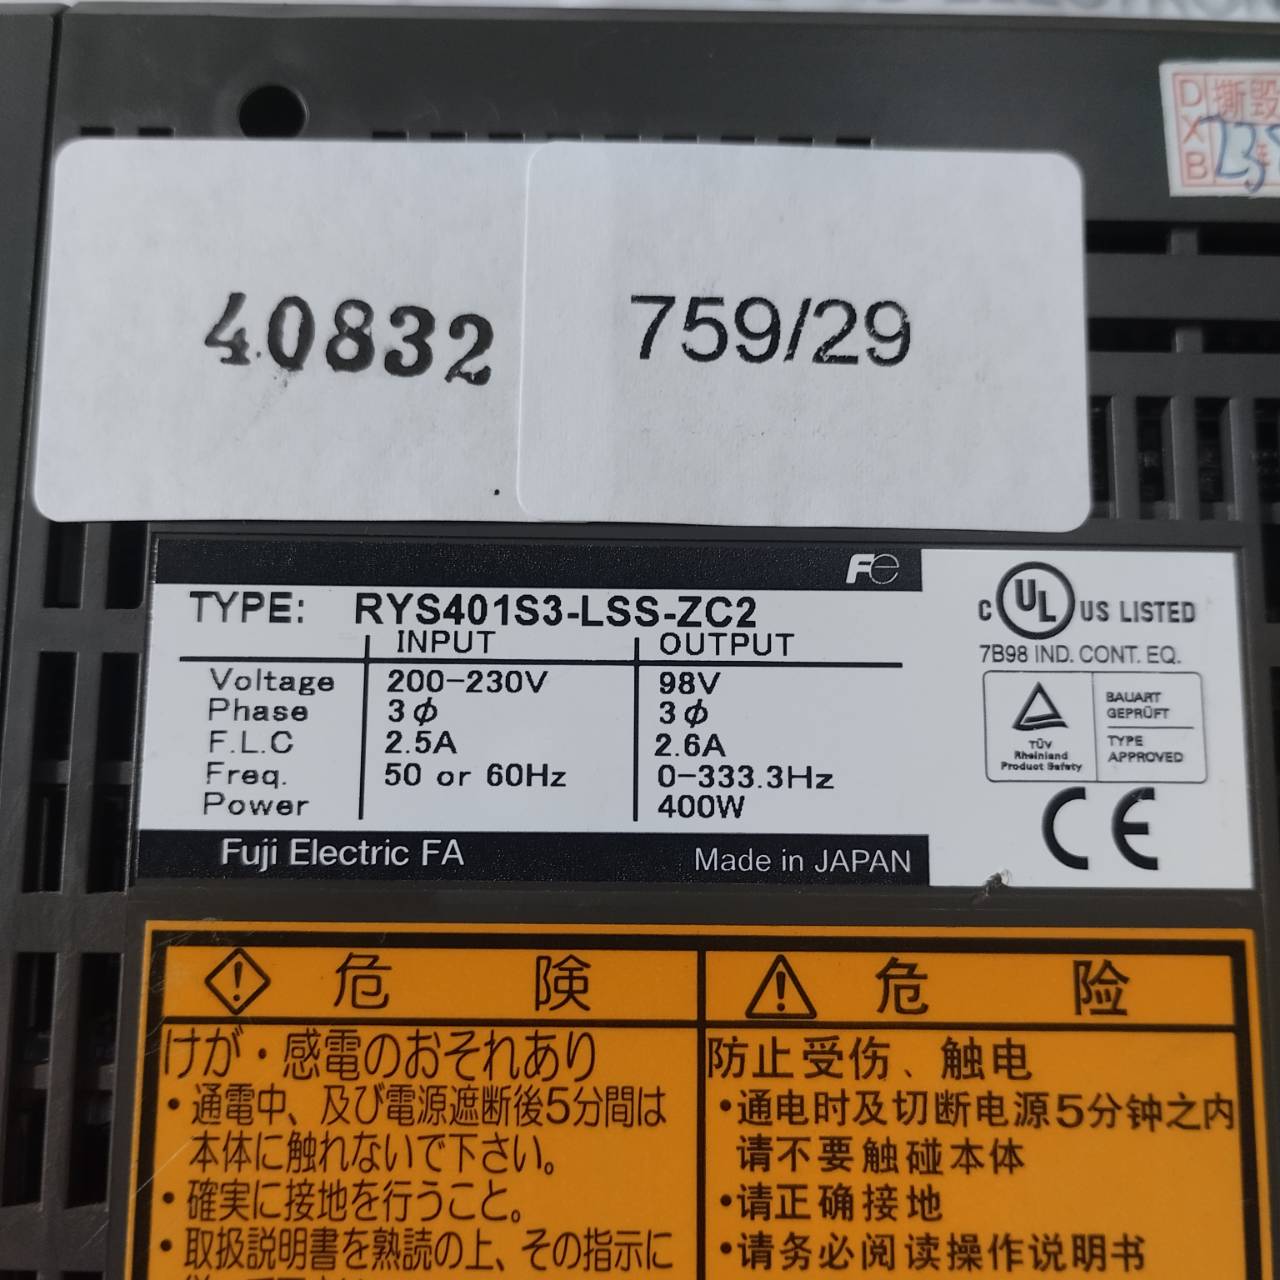 D 撕毁
X
B
40832
759/29
Fe
TYPE: RYS401S3-LSS-ZC2
INPUT OUTPUT
Voltage 200-230V 98V
Phase 3ϕ 3ϕ
F.L.C 2.5A 2.6A
Freq. 50 or 60Hz 0-333.3Hz
Power 400W
Fuji Electric FA Made in JAPAN
C UL US LISTED
7B98 IND. CONT. EQ.
TÜV
Rheinland
Product Safety
BAUART
GEPRÜFT
TYPE
APPROVED
CE
危 険
けが・感電のおそれあり
・通電中、及び電源遮断後5分間は
本体に触れないで下さい。
・確実に接地を行うこと。
・取扱説明書を熟読の上、その指示に
危 险
防止受伤、触电
•通电时及切断电源5分钟之内
请不要触碰本体
•请正确接地
•请务必阅读操作说明书